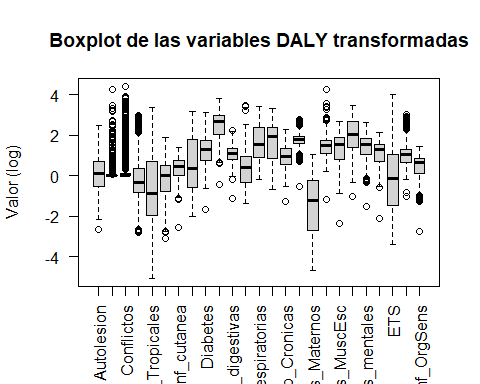 Boxplot de las variables DALY transformadas
Valor (log)
4
2
0
-2
-4
Autolesion
Conflictos
_Tropicales
nf_cutanea
Diabetes
_digestivas
espiratorias
o_Cronicas
s_Maternos
s_MuscEsc
s_mentales
ETS
nf_OrgSens